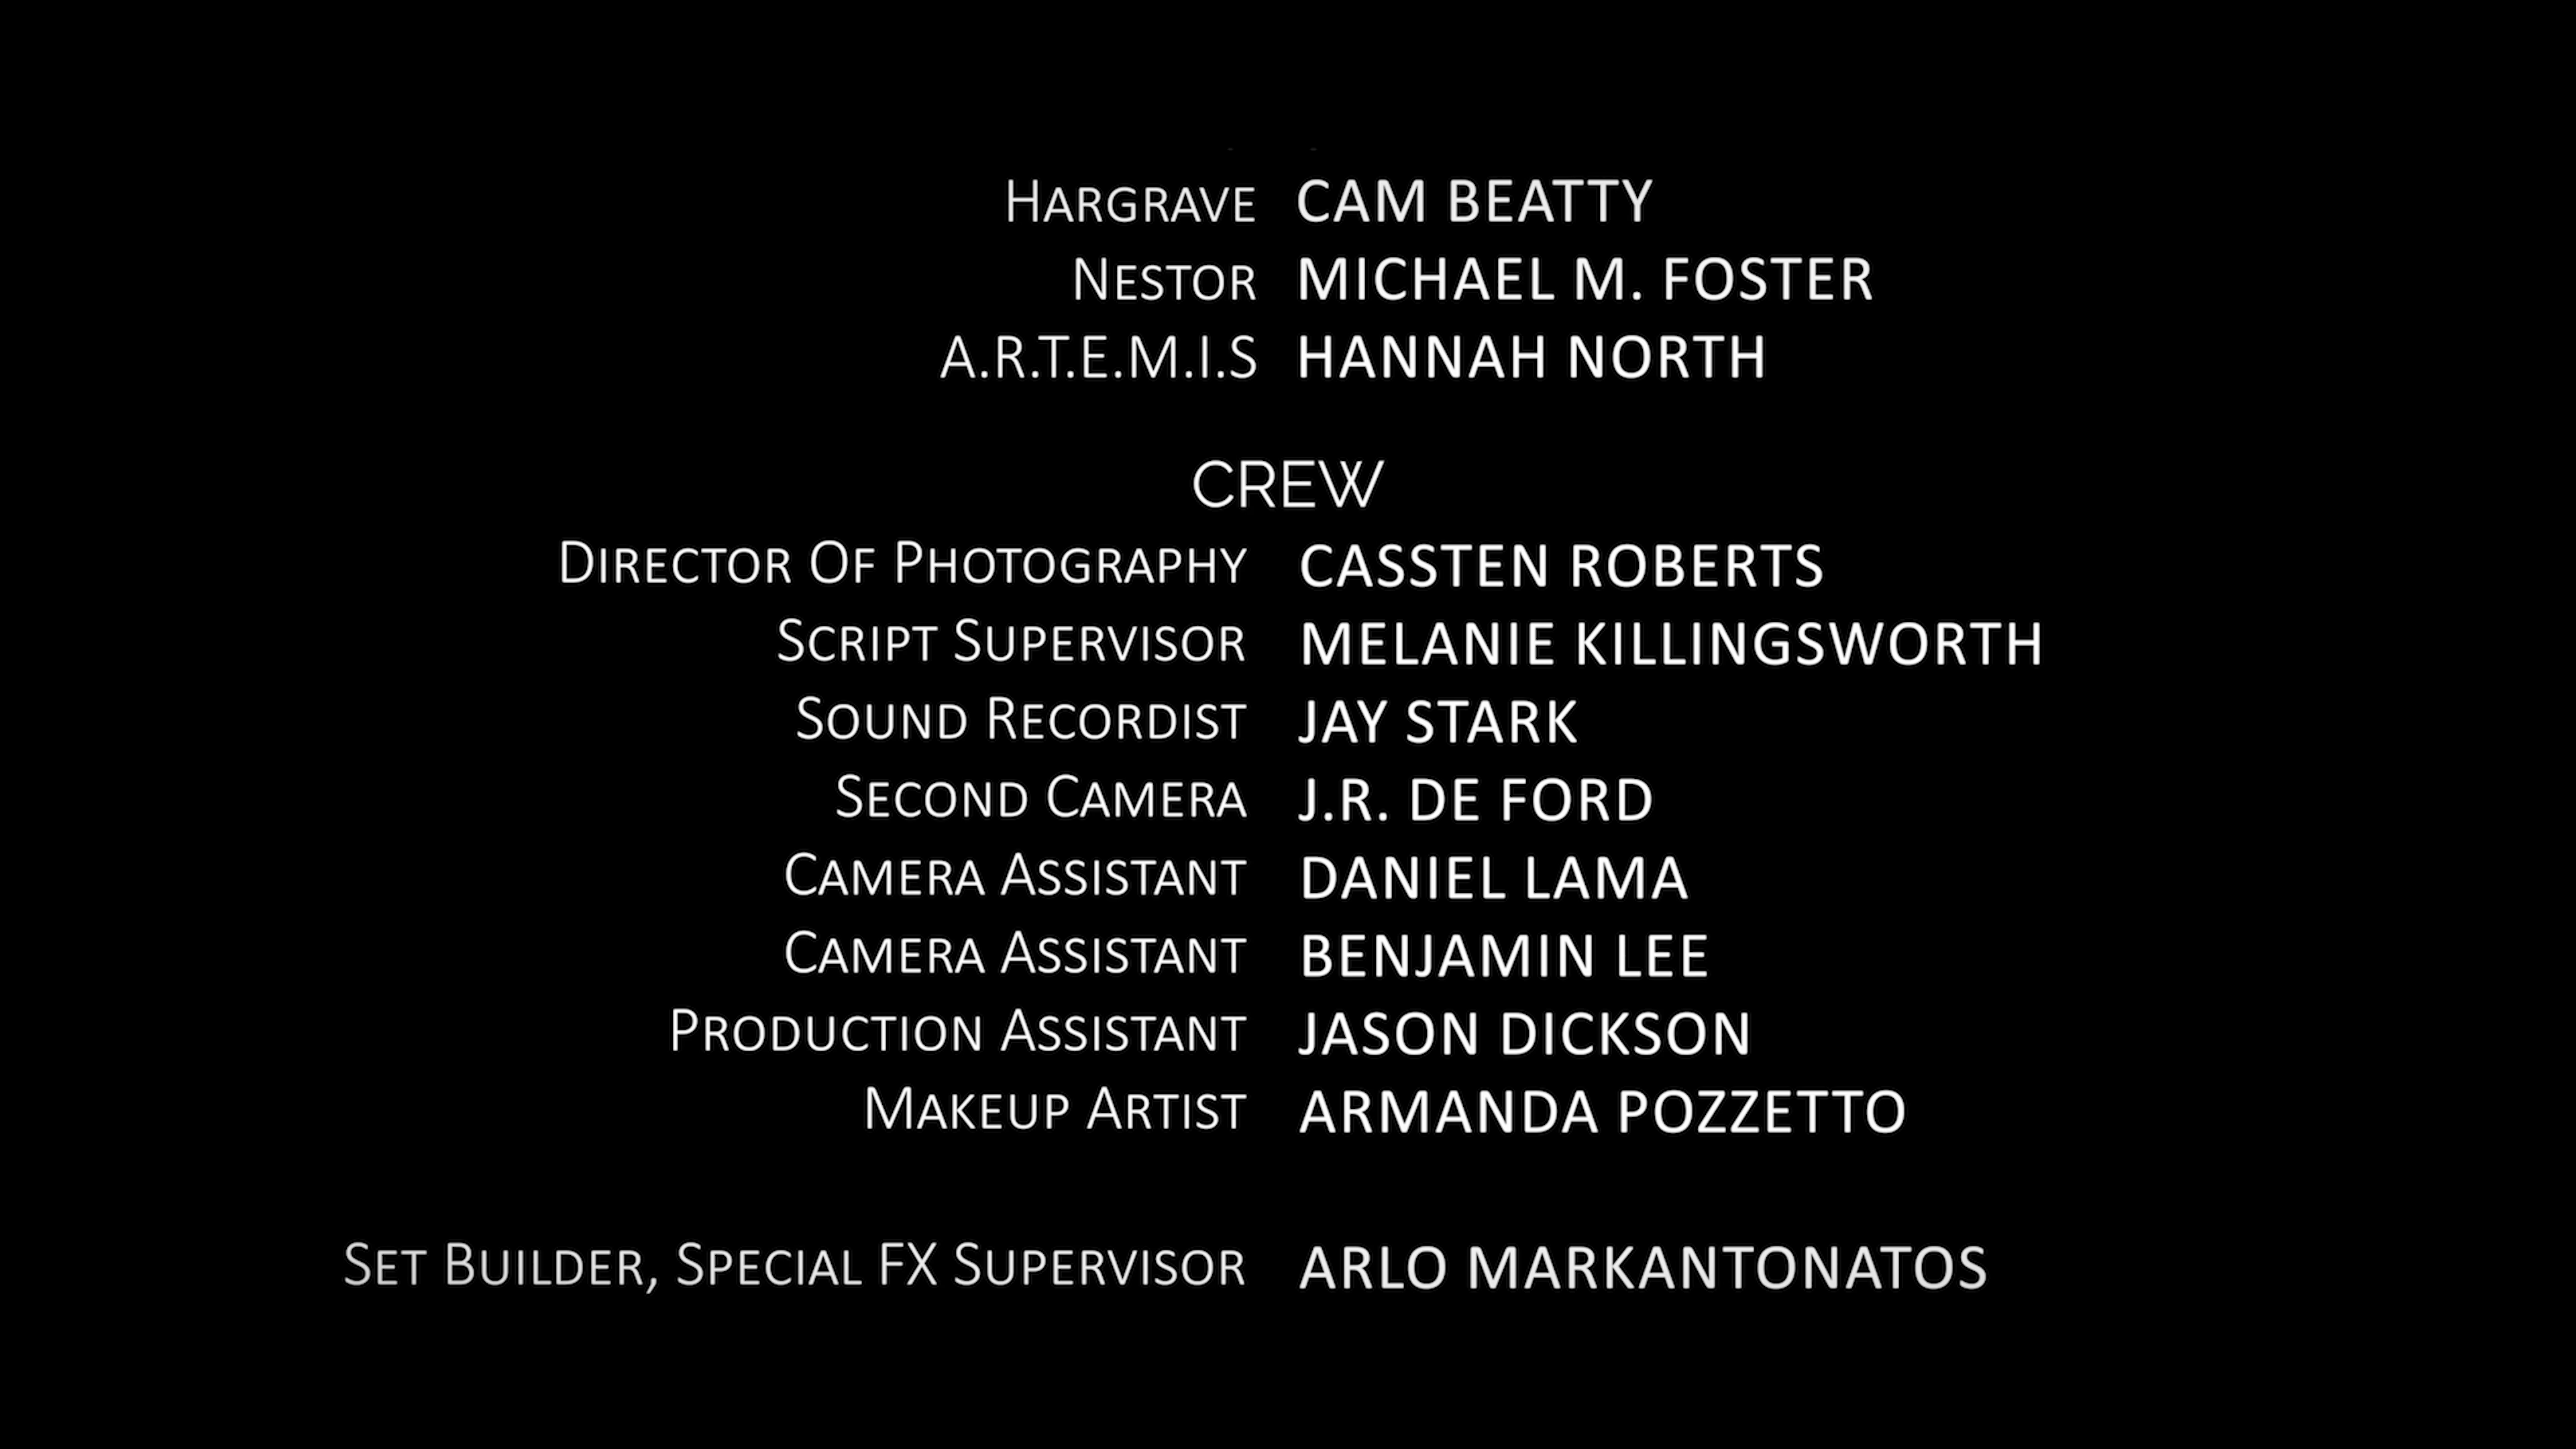 Hargrave CAM BEATTY
Nestor MICHAEL M. FOSTER
A.R.T.E.M.I.S HANNAH NORTH
CREW
Director Of Photography CASSTEN ROBERTS
Script Supervisor MELANIE KILLINGSWORTH
Sound Recordist JAY STARK
Second Camera J.R. DE FORD
Camera Assistant DANIEL LAMA
Camera Assistant BENJAMIN LEE
Production Assistant JASON DICKSON
Makeup Artist ARMANDA POZZETTO
Set Builder, Special FX Supervisor ARLO MARKANTONATOS